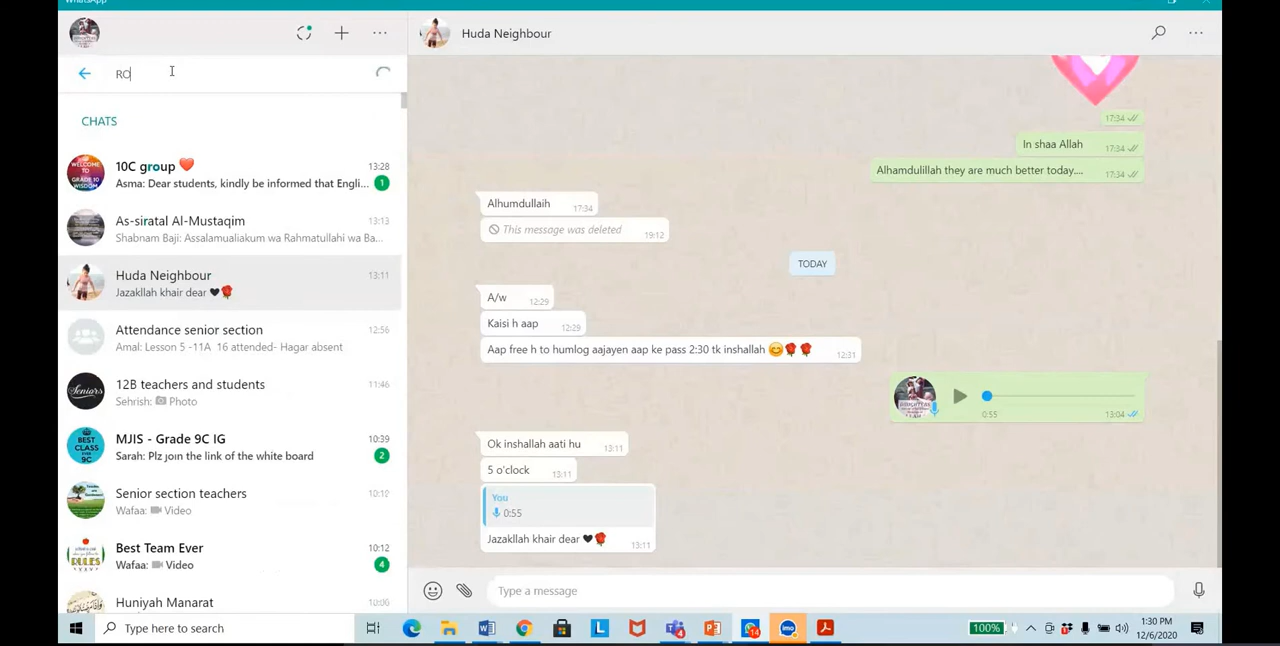 WhatsApp
RO
CHATS
10C group ❤️
13:28
Asma: Dear students, kindly be informed that Engli...
1
As-siratal Al-Mustaqim
13:13
Shabnam Baji: Assalamualiakum wa Rahmatullahi wa Ba...
Huda Neighbour
13:11
Jazakllah khair dear 🖤🌹
Attendance senior section
12:56
Amal: Lesson 5 -11A 16 attended- Hagar absent
12B teachers and students
11:46
Sehrish: 📷 Photo
MJIS - Grade 9C IG
10:39
Sarah: Plz join the link of the white board
2
Senior section teachers
10:12
Wafaa: Video
Best Team Ever
10:12
Wafaa: Video
4
Huniyah Manarat
10:06
Huda Neighbour
17:34
In shaa Allah
17:34
Alhamdulillah they are much better today....
17:34
Alhumdullaih
17:34
This message was deleted
19:12
TODAY
A/w
12:29
Kaisi h aap
12:29
Aap free h to humlog aajayen aap ke pass 2:30 tk inshallah 😊🌹🌹
12:31
0:55
13:04
Ok inshallah aati hu
13:11
5 o'clock
13:11
You
0:55
Jazakllah khair dear 🖤🌹
13:11
Type a message
Type here to search
100%
1:30 PM
12/6/2020